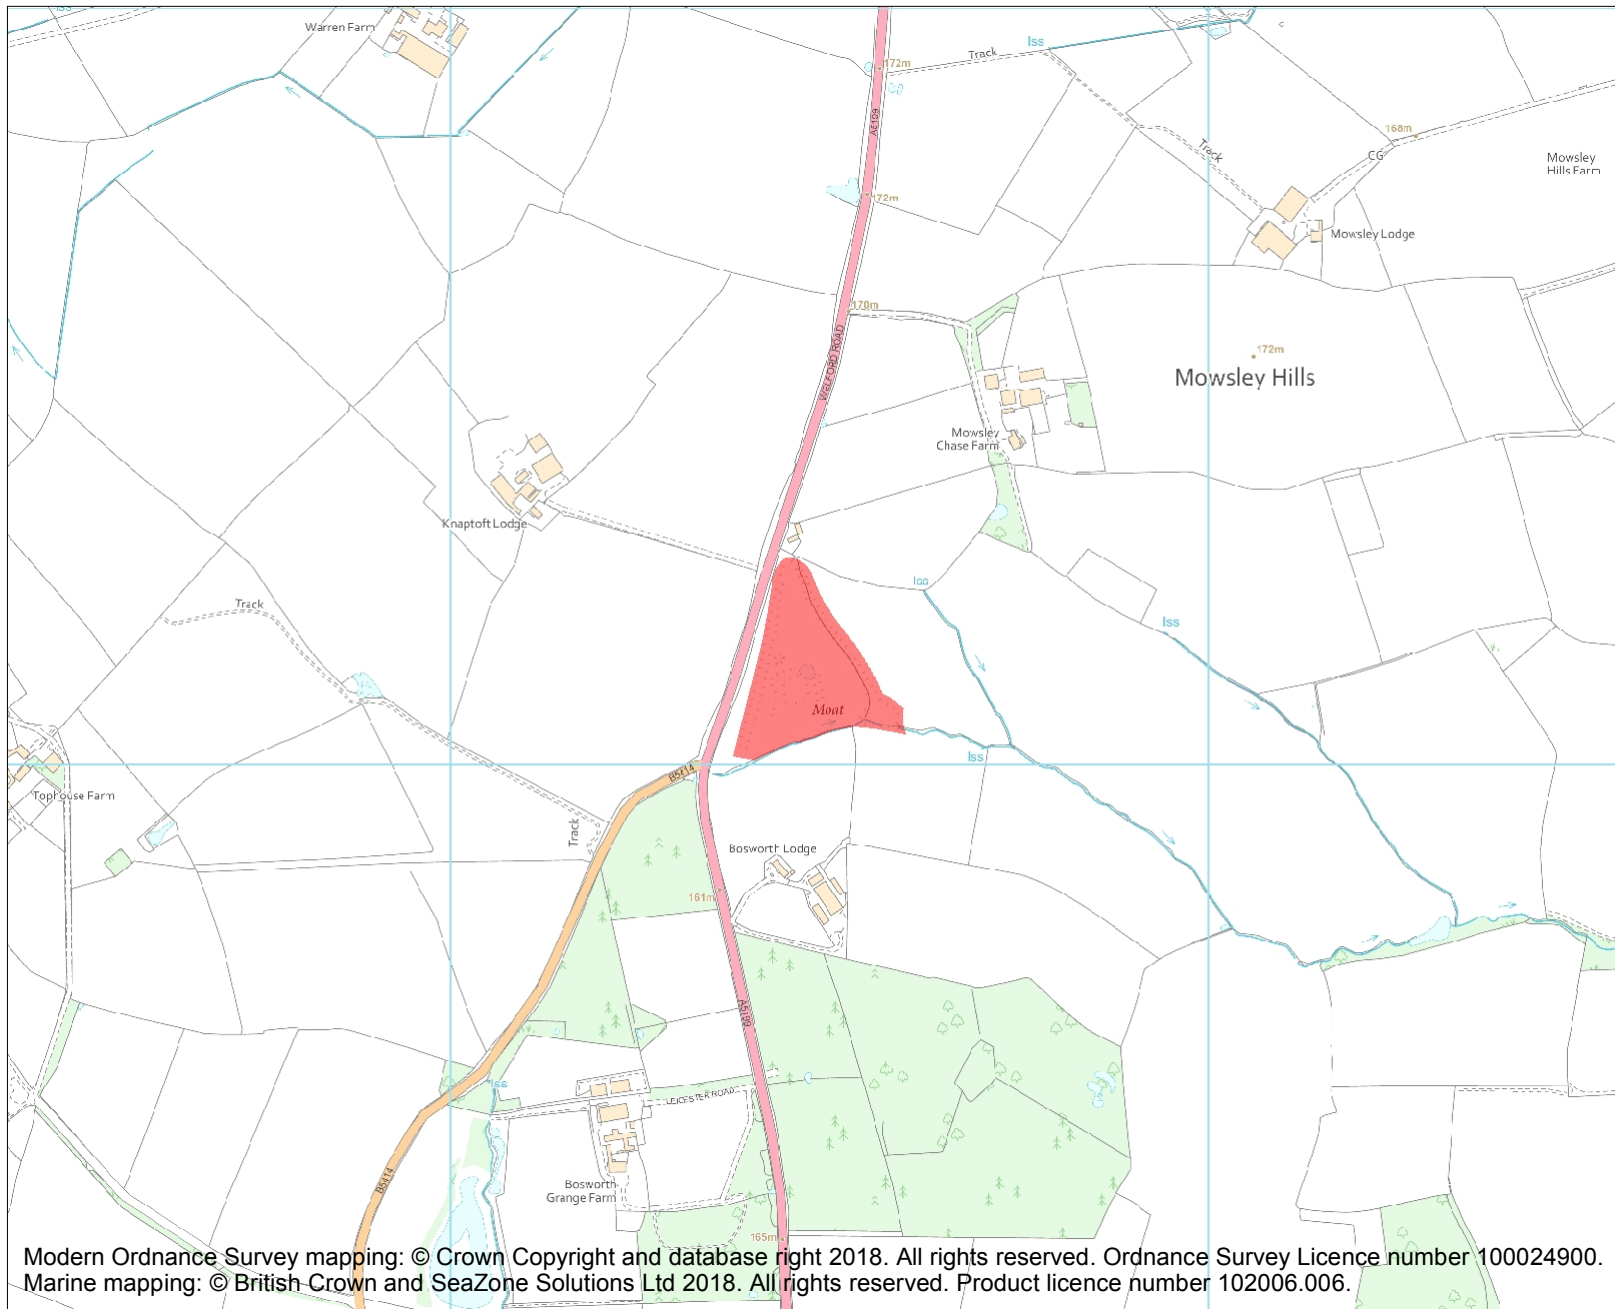 Iss
Warren Farm
Iss
Track
172m
A5199
168m
CG
Track
Mowsley
Hills Farm
172m
Mowsley Lodge
170m
WELFORD ROAD
172m
Mowsley Hills
Mowsley
Chase Farm
Knaptoft Lodge
Iss
Track
Iss
Moat
Iss
B5414
Tophouse Farm
Track
Bosworth Lodge
161m
A5199
Iss
LEICESTER ROAD
B5414
Bosworth
Grange Farm
165m
Modern Ordnance Survey mapping: © Crown Copyright and database right 2018. All rights reserved. Ordnance Survey Licence number 100024900.
Marine mapping: © British Crown and SeaZone Solutions Ltd 2018. All rights reserved. Product licence number 102006.006.